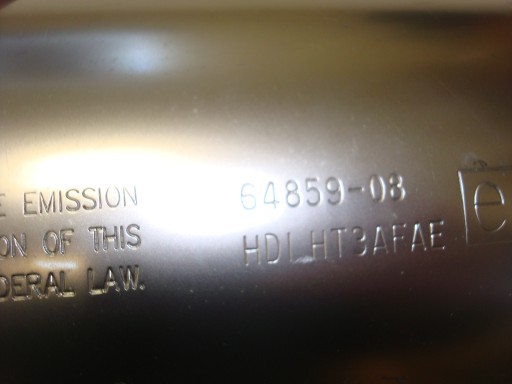 E EMISSION
ON OF THIS
DERAL LAW.
64859-08
HDLHT3AFAE
e